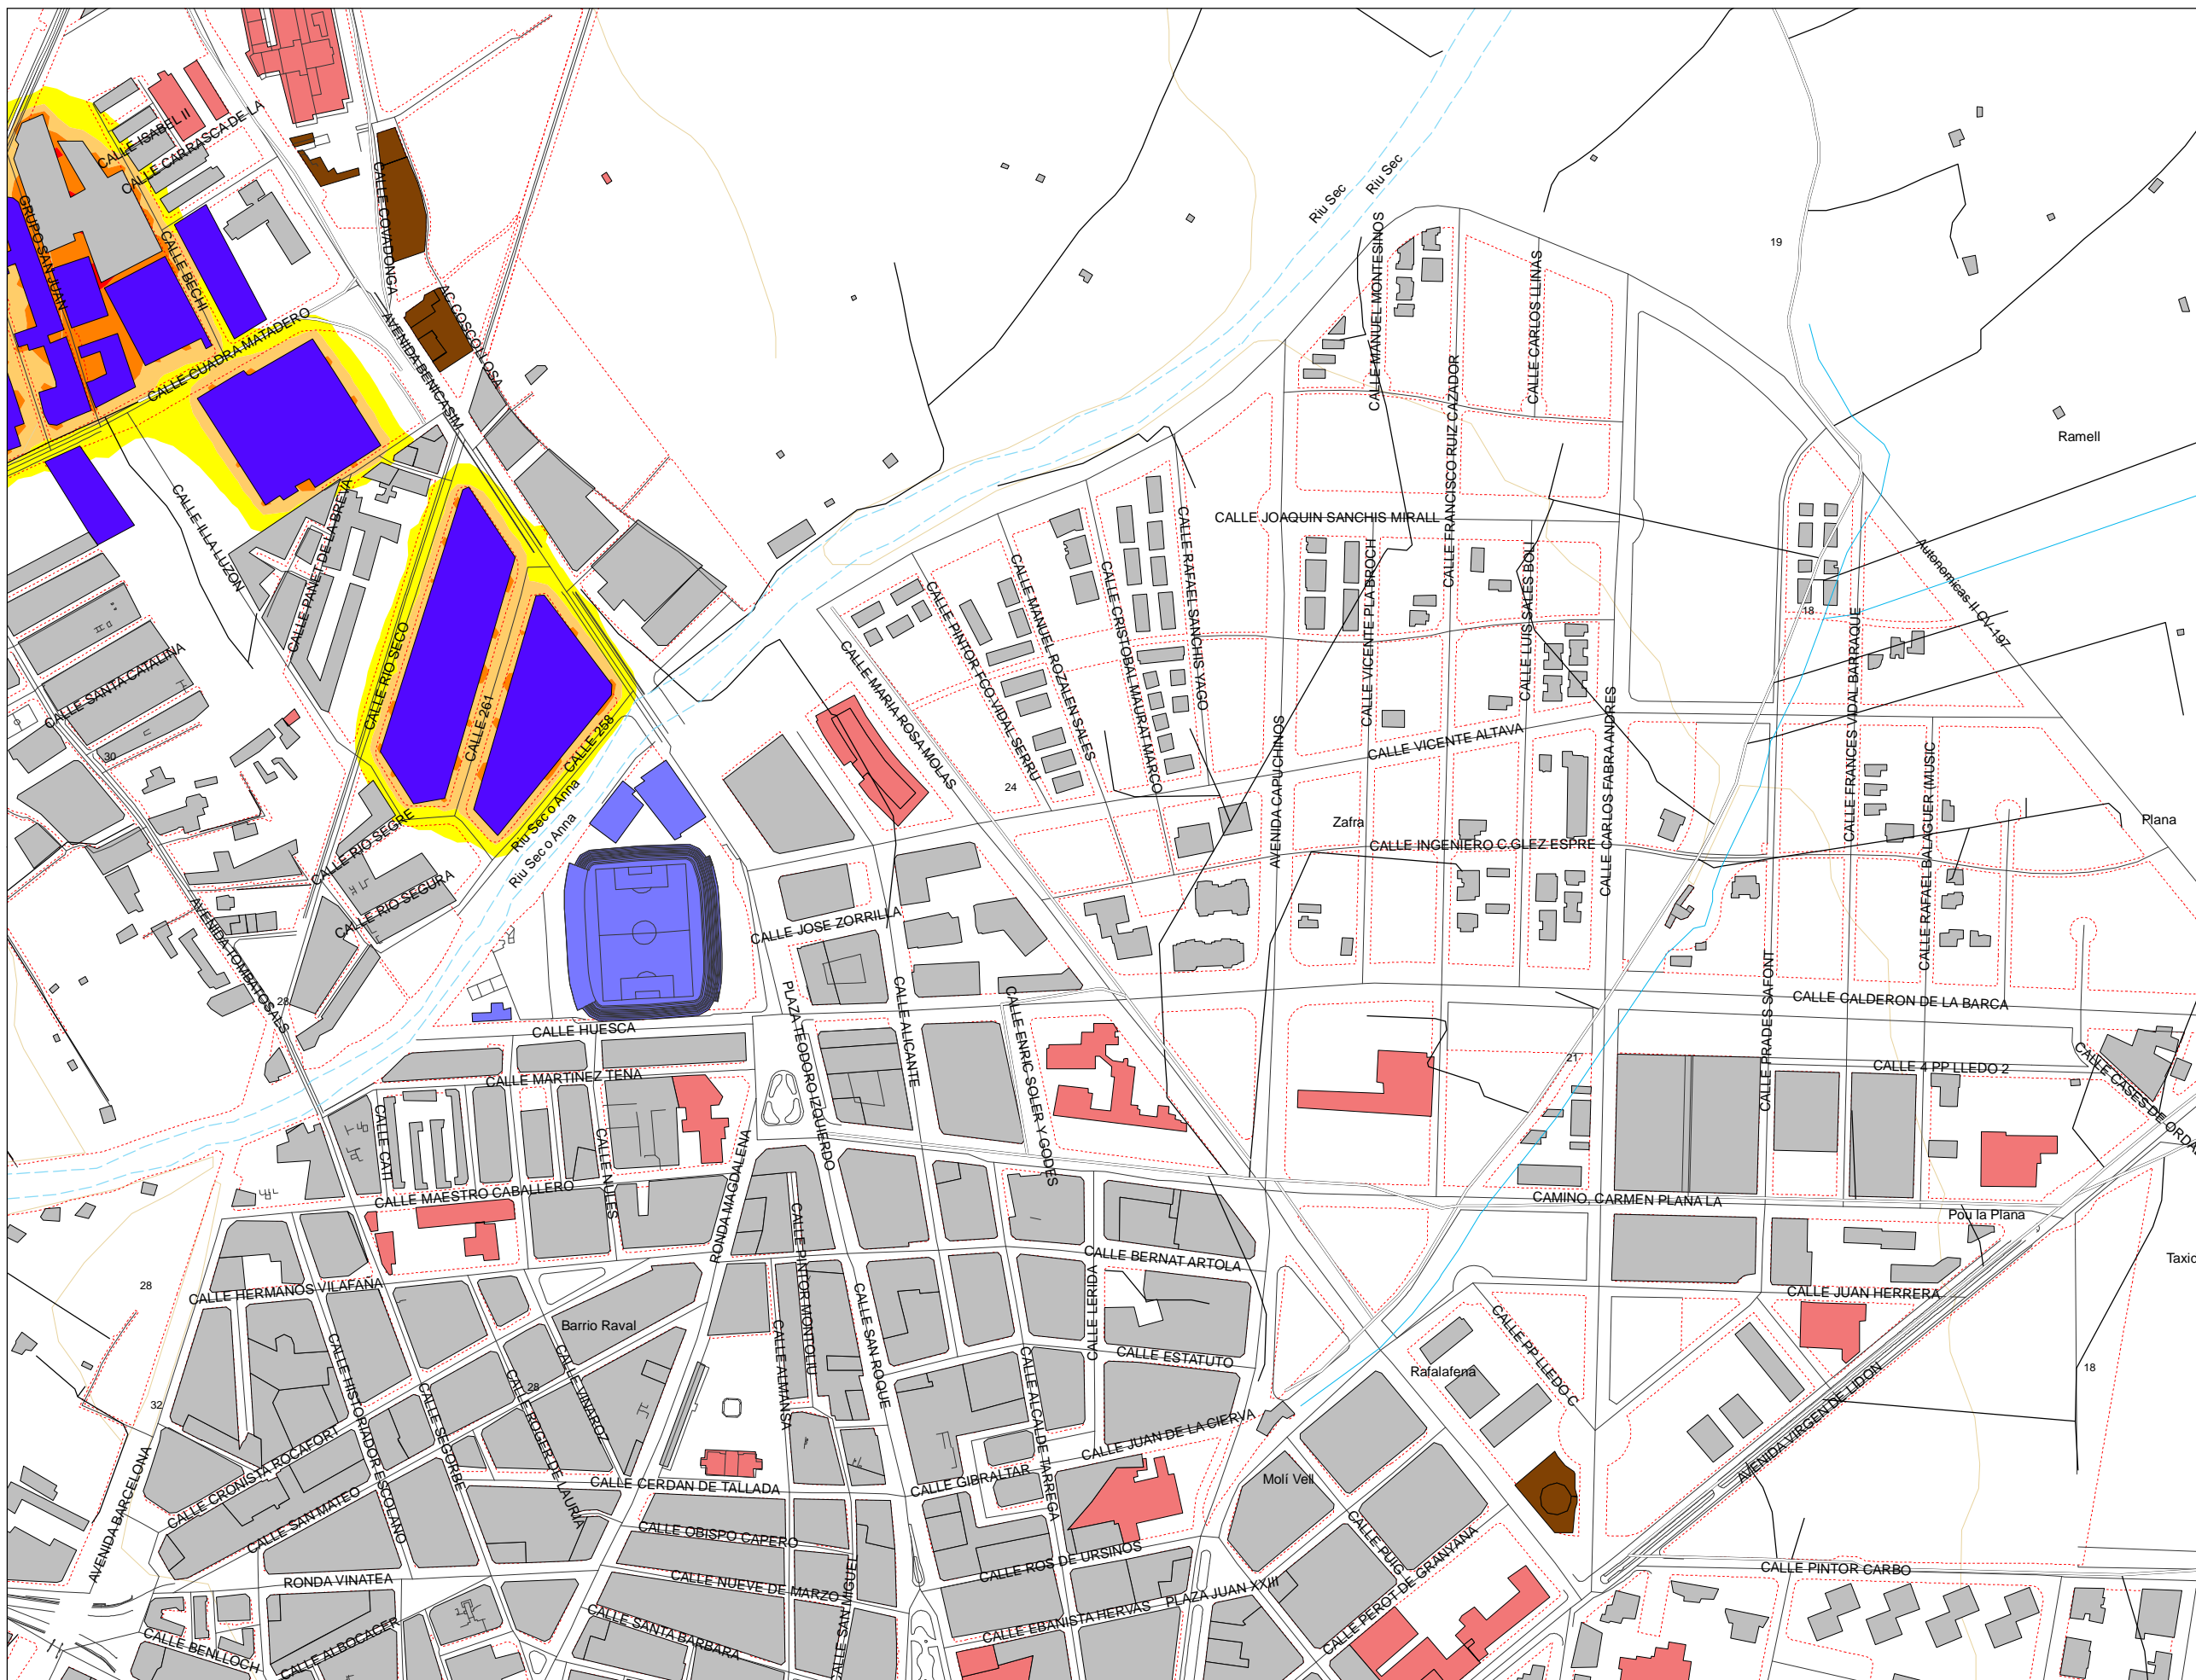 CALLE ISABEL II
CALLE CARRASCA DE LA
GRUPO SAN JUAN
CALLE BECHI
CALLE COVADONGA
AC COSCOLLOSA
AVENIDA BENICASIM
CALLE CUADRA MATADERO
Riu Sec
Riu Sec
19
CALLE MANUEL MONTESINOS
CALLE CARLOS LLINAS
CALLE FRANCISCO RUIZ CAZADOR
Ramell
CALLE ILLA LUZON
CALLE PANET DE LA BREVA
CALLE JOAQUIN SANCHIS MIRALL
CALLE RAFAEL SANCHIS YAGO
CALLE CRISTOBAL MAURAT MARCO
CALLE MANUEL ROZALEN SALES
CALLE PINTOR FCO VIDAL SERRU
CALLE MARIA ROSA MOLAS
CALLE VICENTE PLA BROCH
CALLE LUIS SALES BOLI
Autonomicas II CV-197
18
CALLE FRANCES VIDAL BARRAQUE
CALLE SANTA CATALINA
30
CALLE RIO SECO
CALLE 261
CALLE 258
Riu Sec o Anna
Riu Sec o Anna
24
AVENIDA CAPUCHINOS
CALLE VICENTE ALTAVA
CALLE CARLOS FABRA ANDRES
CALLE RAFAEL BALAGUER (MUSIC
Zafra
Plana
CALLE INGENIERO C.GLEZ ESPRE
CALLE RIO SEGRE
CALLE RIO SEGURA
AVENIDA TOMBATOSSALS
28
CALLE JOSE ZORRILLA
CALLE HUESCA
PLAZA TEODORO IZQUIERDO
CALLE ALICANTE
CALLE ENRIC SOLER Y GODES
CALLE PRADES SAFONT
CALLE CALDERON DE LA BARCA
21
CALLE 4 PP LLEDO 2
CALLE CASES DE ORDA
CALLE MARTINEZ TENA
CALLE CATI
CALLE NULES
CALLE MAESTRO CABALLERO
RONDA MAGDALENA
CAMINO, CARMEN PLAÑA LA
Pou la Plana
28
CALLE HERMANOS VILAFAÑA
CALLE PINTOR MONTOLIU
CALLE BERNAT ARTOLA
CALLE LERIDA
Taxic
CALLE JUAN HERRERA
Barrio Raval
CALLE ALMANSA
CALLE SAN ROQUE
CALLE ESTATUTO
CALLE PP LLEDO C
Rafalafena
18
32
28
CALLE HISTORIADOR ESCOLANO
CALLE SEGORBE
CALLE ROGER DE LAURIA
CALLE VINAROZ
CALLE ALCALDE TARREGA
CALLE JUAN DE LA CIERVA
AVENIDA VIRGEN DE LIDON
CALLE CRONISTA ROCAFORT
CALLE SAN MATEO
AVENIDA BARCELONA
CALLE CERDAN DE TALLADA
CALLE GIBRALTAR
Molí Vell
CALLE OBISPO CAPERO
CALLE ROS DE URSINOS
CALLE PUIG
CALLE PEROT DE GRANYANA
CALLE PINTOR CARBO
RONDA VINATEA
CALLE NUEVE DE MARZO
CALLE SAN MIGUEL
CALLE EBANISTA HERVAS
PLAZA JUAN XXIII
CALLE SANTA BARBARA
CALLE BENLLOCH
CALLE ALBOCACER